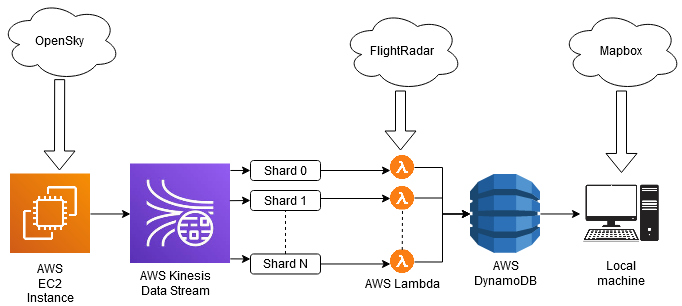 OpenSky
FlightRadar
Mapbox
Shard 0
λ
Shard 1
λ
Shard N
λ
AWS
EC2
Instance
AWS Kinesis
Data Stream
AWS Lambda
AWS
DynamoDB
Local
machine